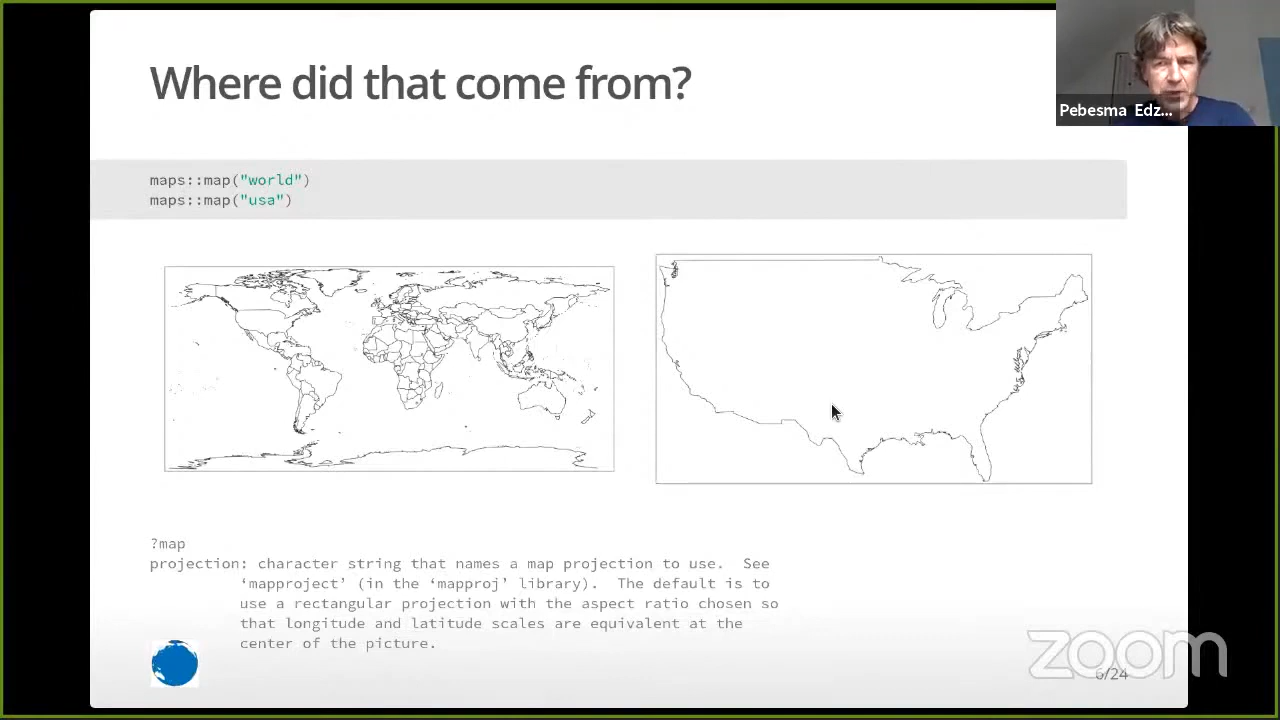 Where did that come from?
Pebesma Edz...
maps::map("world")
maps::map("usa")
?map
projection: character string that names a map projection to use.  See
‘mapproject’ (in the ‘mapproj’ library).  The default is to
use a rectangular projection with the aspect ratio chosen so
that longitude and latitude scales are equivalent at the
center of the picture.
zoom
6/24